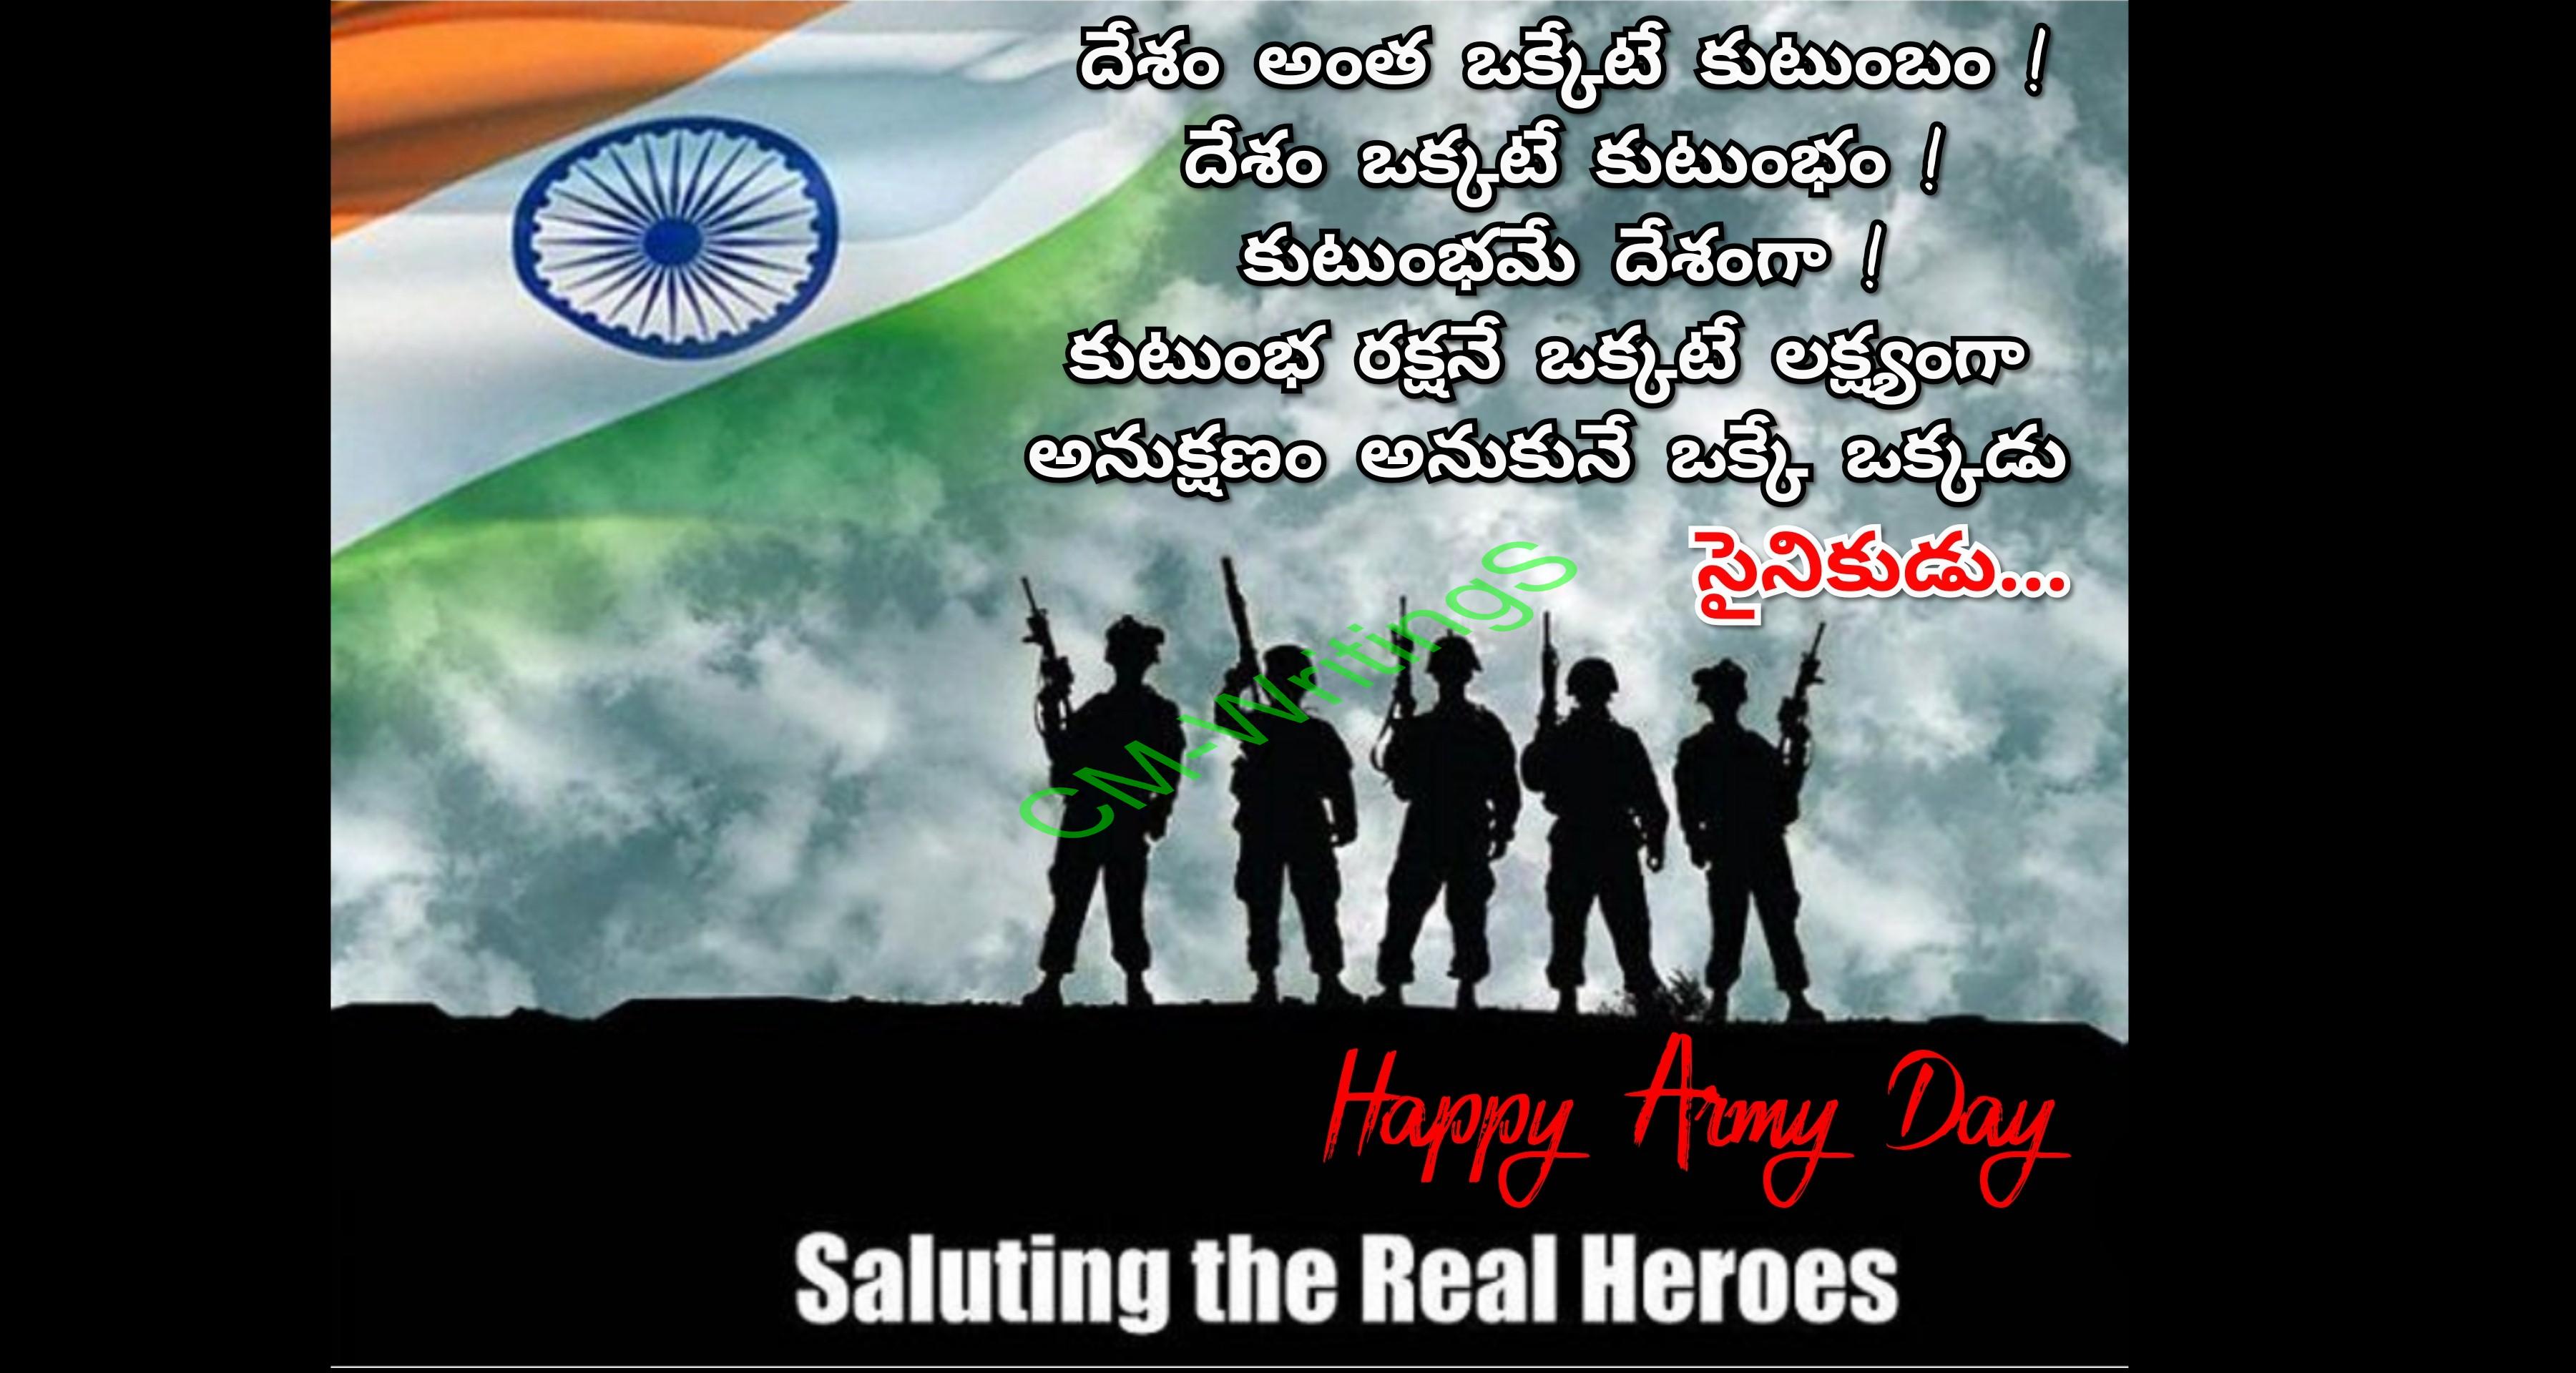 దేశం అంత ఒక్కేటే కుటుంబం !
దేశం ఒక్కటే కుటుంభం !
కుటుంభమే దేశంగా !
కుటుంభ రక్షనే ఒక్కటే లక్ష్యంగా
అనుక్షణం అనుకునే ఒక్కే ఒక్కడు
సైనికుడు...
CM-WritingS
Happy Army Day
Saluting the Real Heroes